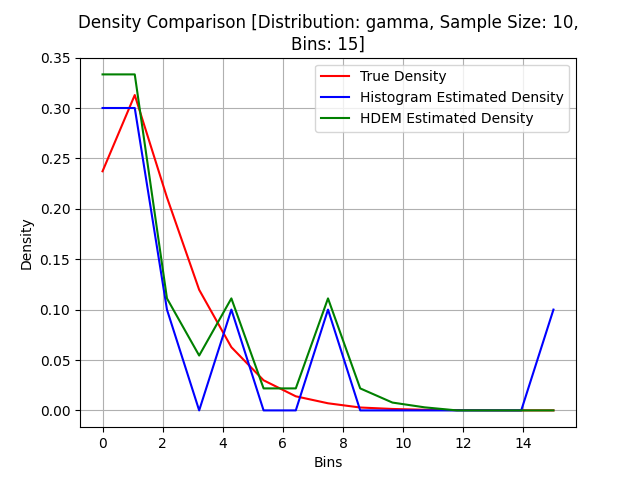 Density Comparison [Distribution: gamma, Sample Size: 10,
Bins: 15]
True Density
Histogram Estimated Density
HDEM Estimated Density
Density
0.35
0.30
0.25
0.20
0.15
0.10
0.05
0.00
0 2 4 6 8 10 12 14
Bins